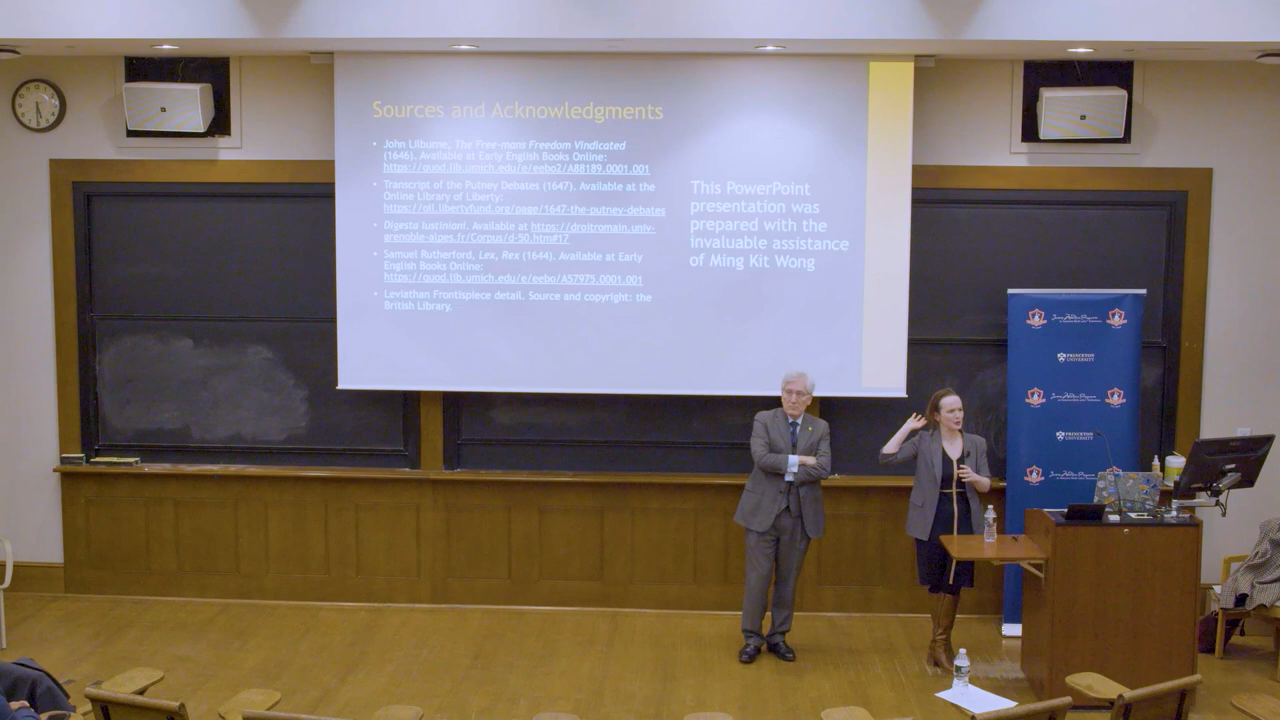 Sources and Acknowledgments
• John Lilburne, The Free-mans Freedom Vindicated
(1646). Available at Early English Books Online:
https://quod.lib.umich.edu/e/eebo2/A88189.0001.001
• Transcript of the Putney Debates (1647). Available at the
Online Library of Liberty:
https://oll.libertyfund.org/page/1647-the-putney-debates
• Digesta Iustiniani. Available at https://droitromain.univ-
grenoble-alpes.fr/Corpus/d-50.htm#17
• Samuel Rutherford, Lex, Rex (1644). Available at Early
English Books Online:
https://quod.lib.umich.edu/e/eebo/A57975.0001.001
• Leviathan Frontispiece detail. Source and copyright: the
British Library.
This PowerPoint
presentation was
prepared with the
invaluable assistance
of Ming Kit Wong
PRINCETON
UNIVERSITY
PRINCETON
UNIVERSITY